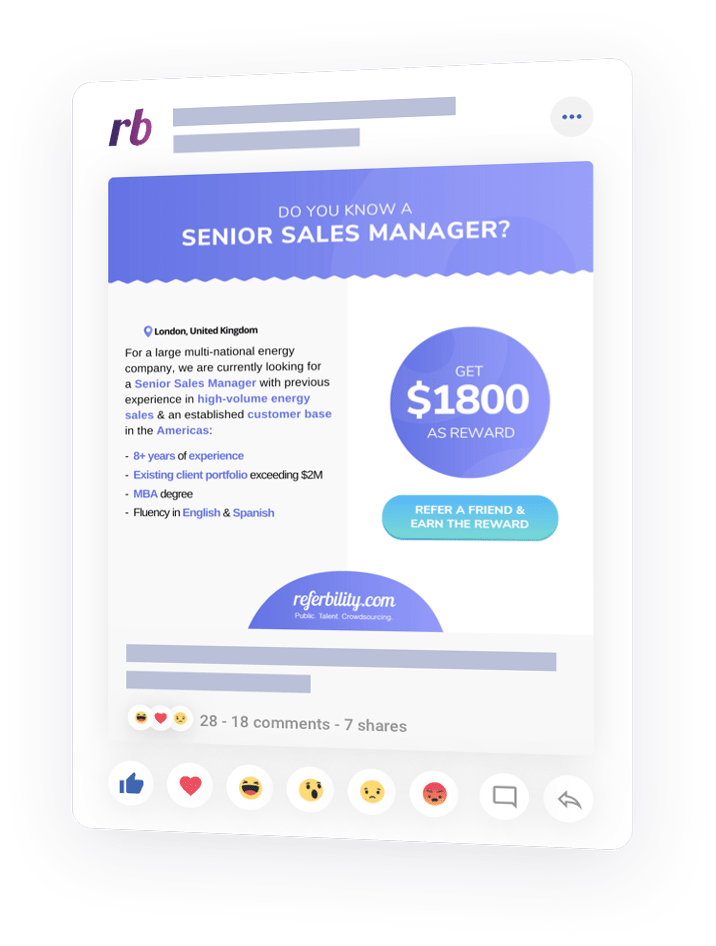 rb
DO YOU KNOW A
SENIOR SALES MANAGER?
London, United Kingdom
For a large multi-national energy
company, we are currently looking for
a Senior Sales Manager with previous
experience in high-volume energy
sales & an established customer base
in the Americas:
- 8+ years of experience
- Existing client portfolio exceeding $2M
- MBA degree
- Fluency in English & Spanish
GET
$1800
AS REWARD
REFER A FRIEND &
EARN THE REWARD
referbility.com
Public. Talent. Crowdsourcing.
28 - 18 comments - 7 shares